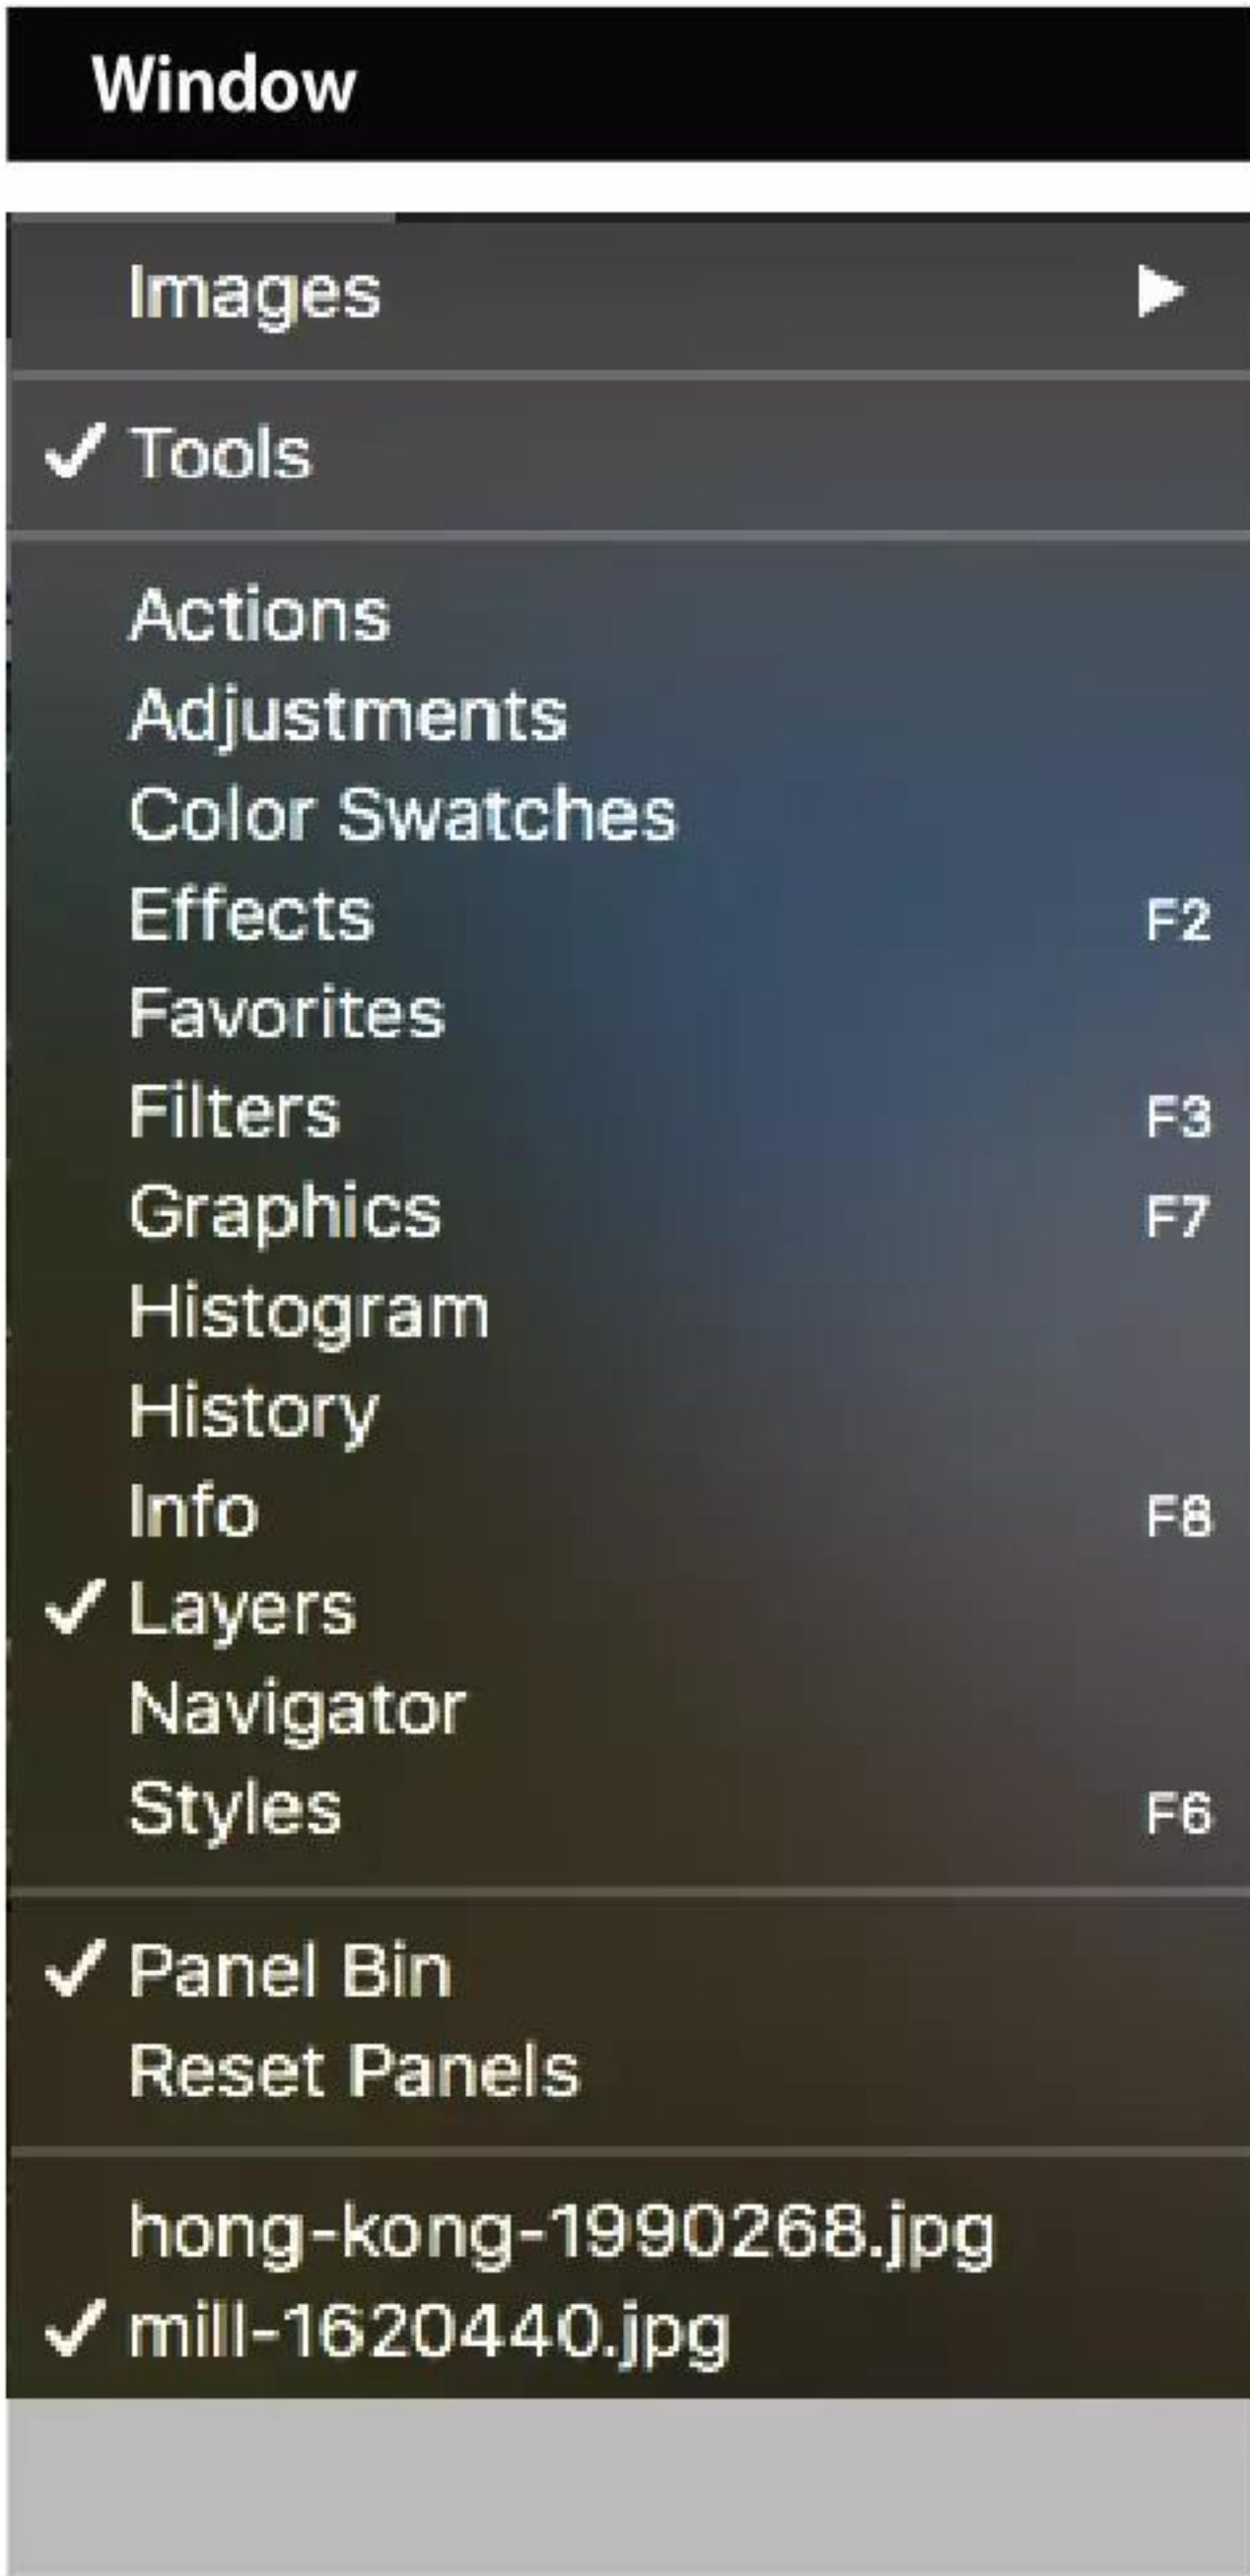 Window
Images ▶
✓ Tools
Actions
Adjustments
Color Swatches
Effects F2
Favorites
Filters F3
Graphics F7
Histogram
History
Info F8
✓ Layers
Navigator
Styles F6
✓ Panel Bin
Reset Panels
hong-kong-1990268.jpg
✓ mill-1620440.jpg